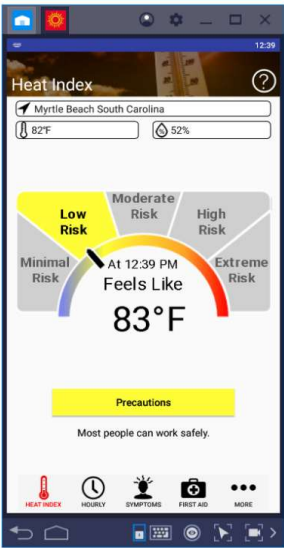 12:39
Heat Index
?
Myrtle Beach South Carolina
82°F
52%
Minimal
Risk
Low
Risk
Moderate
Risk
High
Risk
Extreme
Risk
At 12:39 PM
Feels Like
83°F
Precautions
Most people can work safely.
HEAT INDEX
HOURLY
SYMPTOMS
FIRST AID
MORE